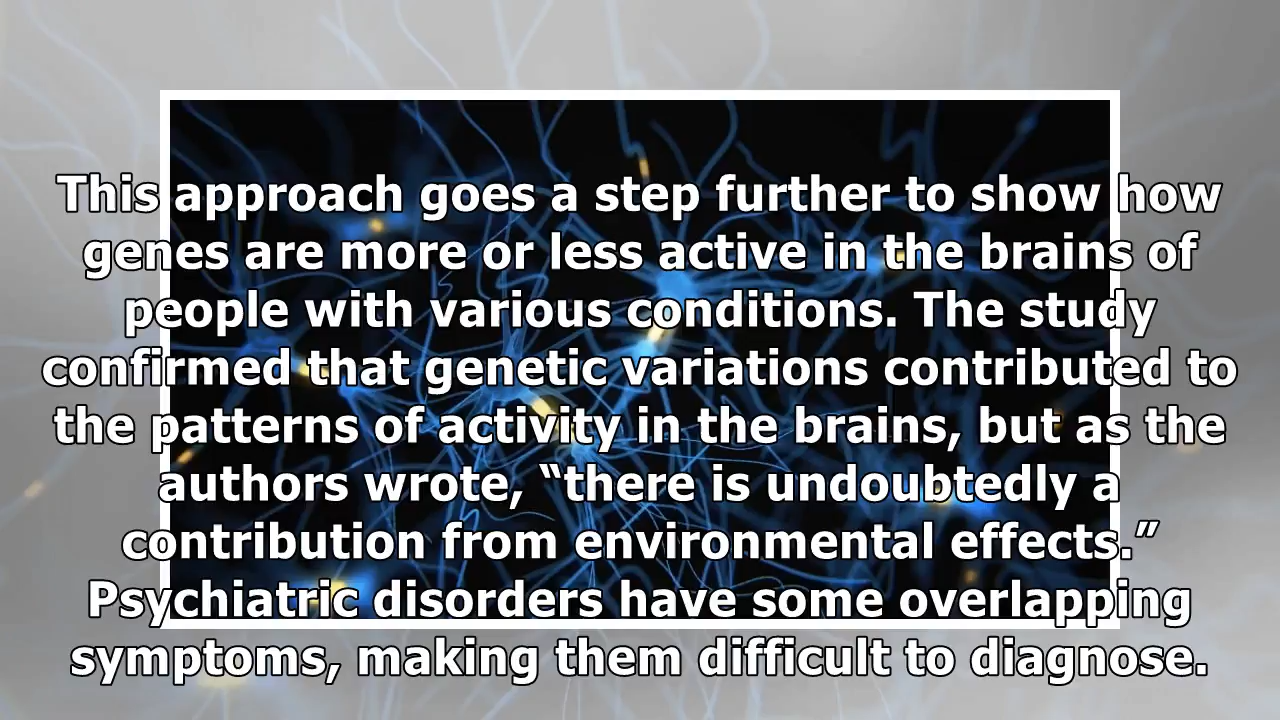 This approach goes a step further to show how
genes are more or less active in the brains of
people with various conditions. The study
confirmed that genetic variations contributed to
the patterns of activity in the brains, but as the
authors wrote, “there is undoubtedly a
contribution from environmental effects.”
Psychiatric disorders have some overlapping
symptoms, making them difficult to diagnose.